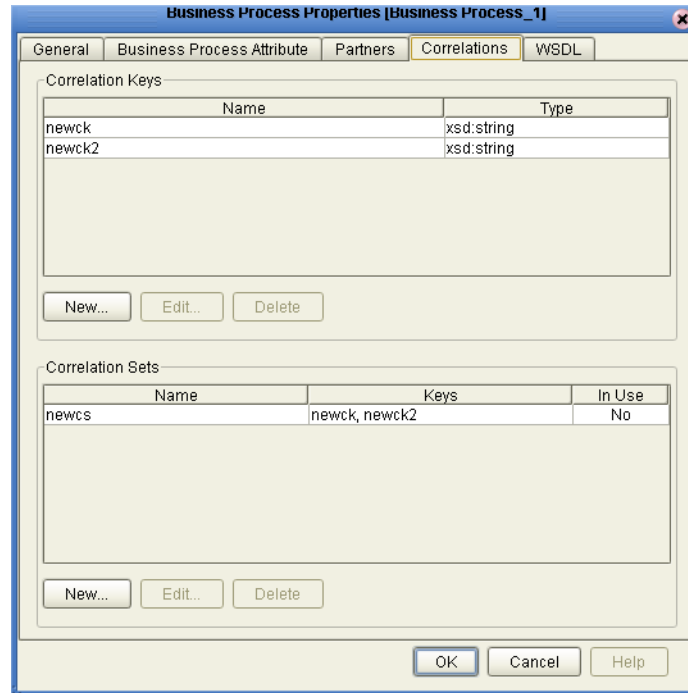 Business Process Properties [Business Process_1]
General Business Process Attribute Partners Correlations WSDL
Correlation Keys
Name Type
newck xsd:string
newck2 xsd:string
New... Edit... Delete
Correlation Sets
Name Keys In Use
newcs newck, newck2 No
New... Edit... Delete
OK Cancel Help